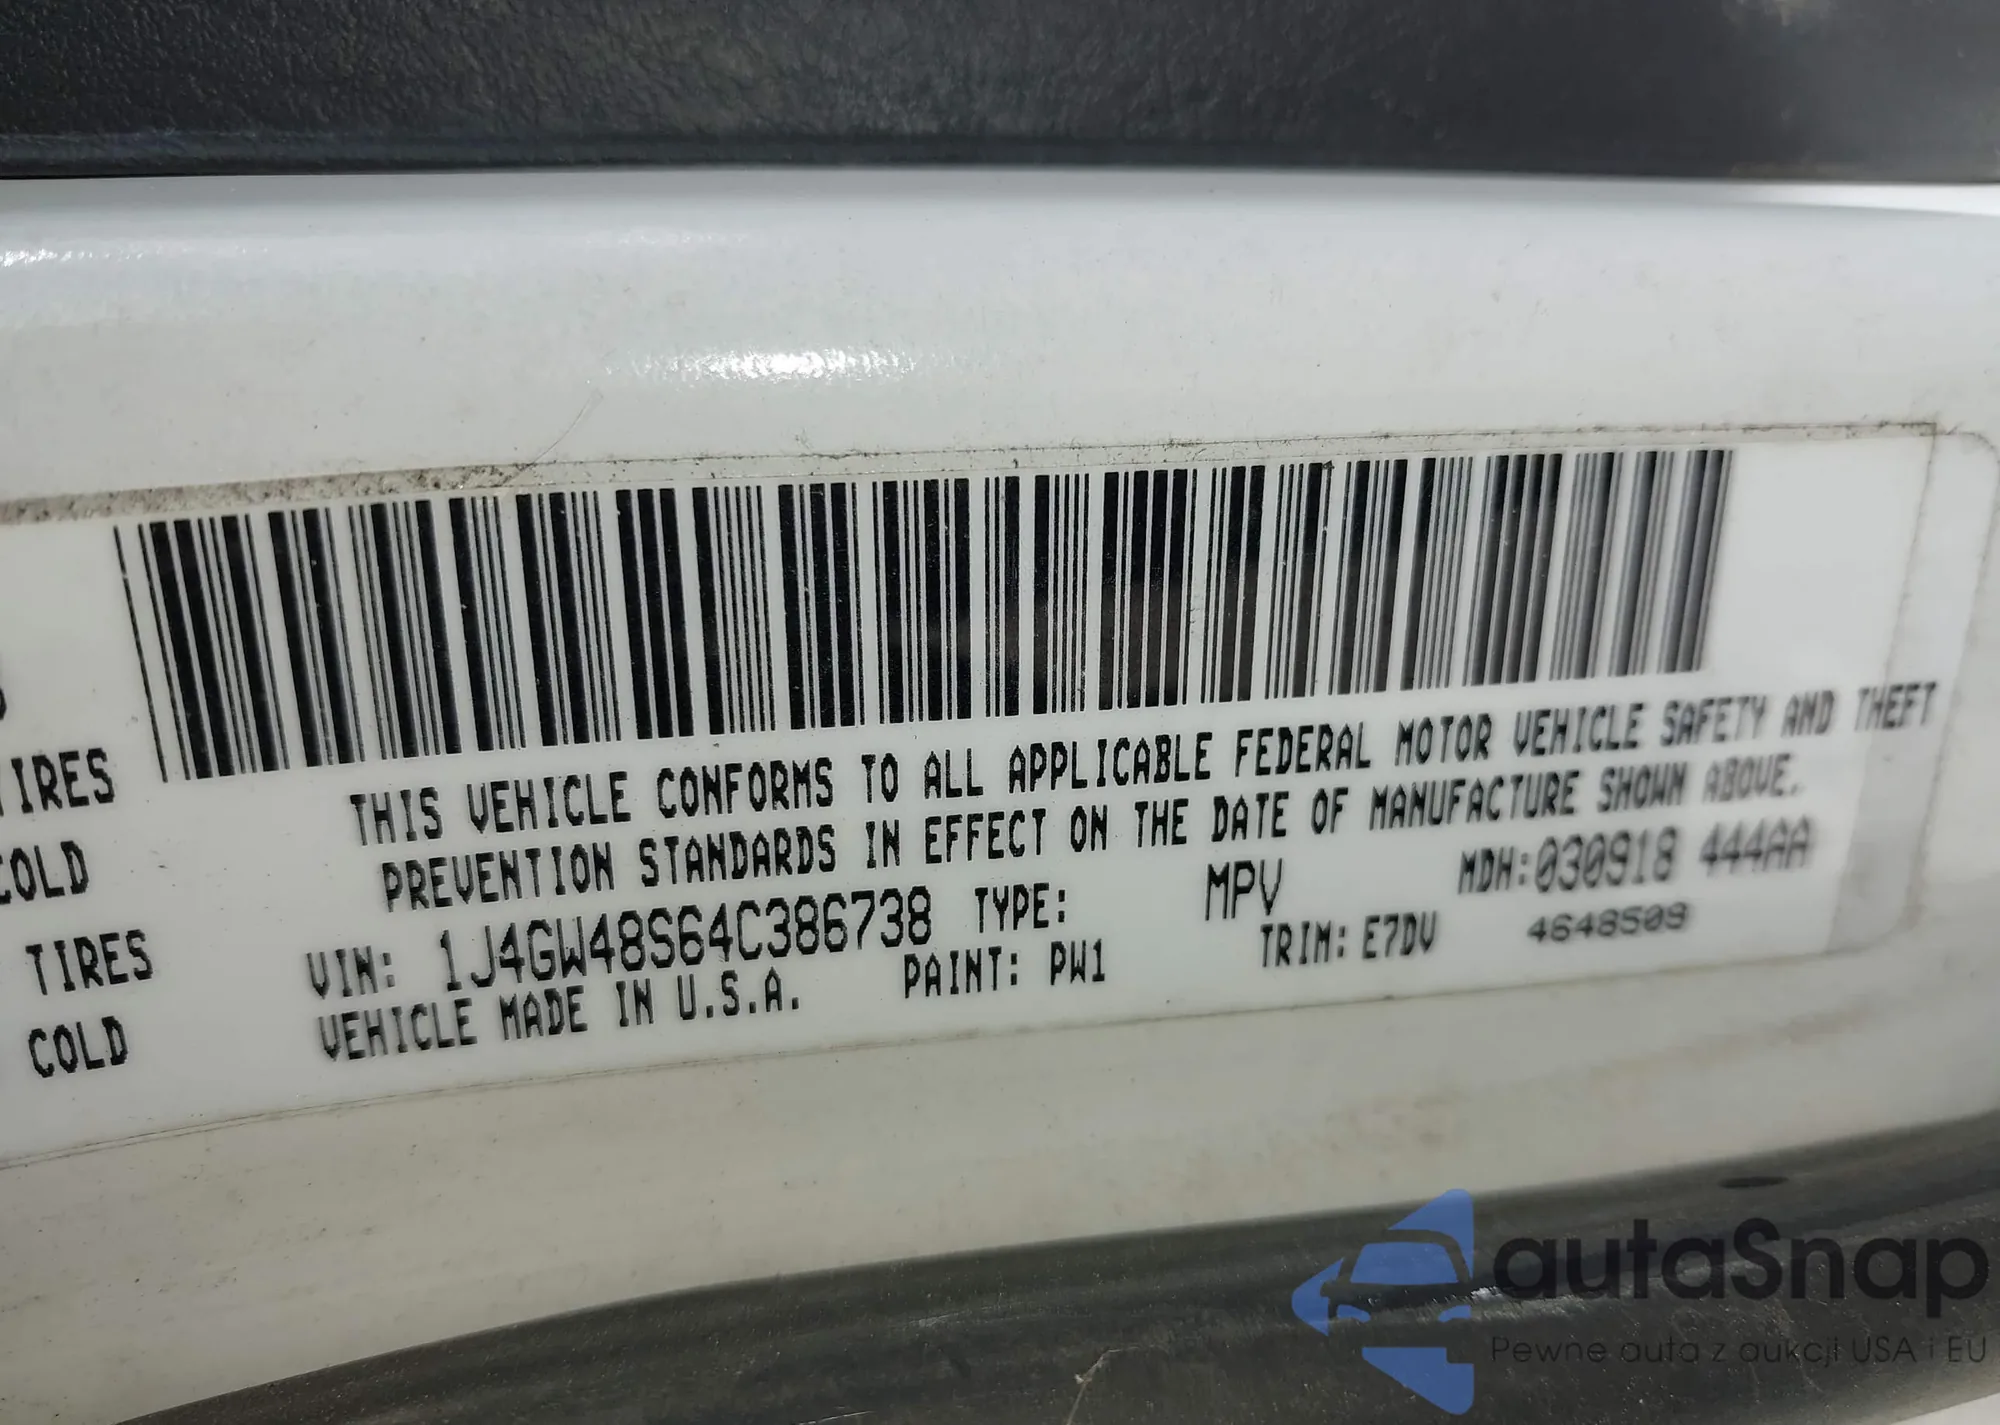 TIRES
COLD
TIRES
COLD
THIS VEHICLE CONFORMS TO ALL APPLICABLE FEDERAL MOTOR VEHICLE SAFETY AND THEFT
PREVENTION STANDARDS IN EFFECT ON THE DATE OF MANUFACTURE SHOWN ABOVE.
VIN: 1J4GW48S64C386738 TYPE: MPV MDH:030918 444AA
VEHICLE MADE IN U.S.A. PAINT: PW1 TRIM: E7DV 4648509
autaSnap
Pewne auta z aukcji USA i EU